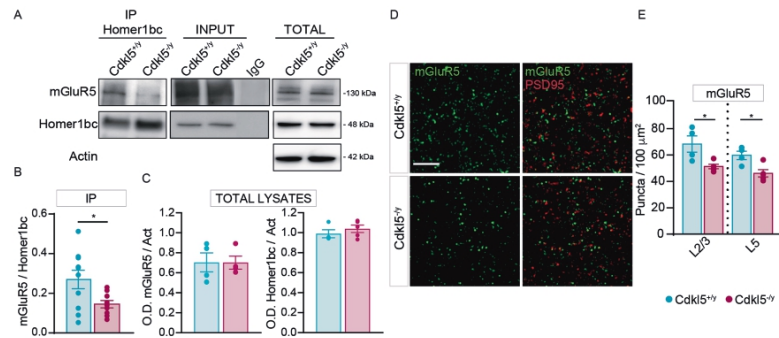 A
IP
Homer1bc
INPUT
TOTAL
Cdkl5+/y
Cdkl5-/y
Cdkl5+/y
Cdkl5-/y
IgG
Cdkl5+/y
Cdkl5-/y
mGluR5
-130 kDa
Homer1bc
- 48 kDa
Actin
- 42 kDa
B
IP
mGluR5 / Homer1bc
0.6
0.4
0.2
0.0
*
C
TOTAL LYSATES
O.D. mGluR5 / Act
1.2
1.0
0.8
0.6
0.4
0.2
0.0
O.D. Homer1bc / Act
1.2
1.0
0.8
0.6
0.4
0.2
0.0
D
mGluR5
mGluR5
PSD95
Cdkl5+/y
Cdkl5-/y
E
mGluR5
Puncta / 100 µm²
100
80
60
40
20
0
*
*
L2/3
L5
Cdkl5+/y
Cdkl5-/y